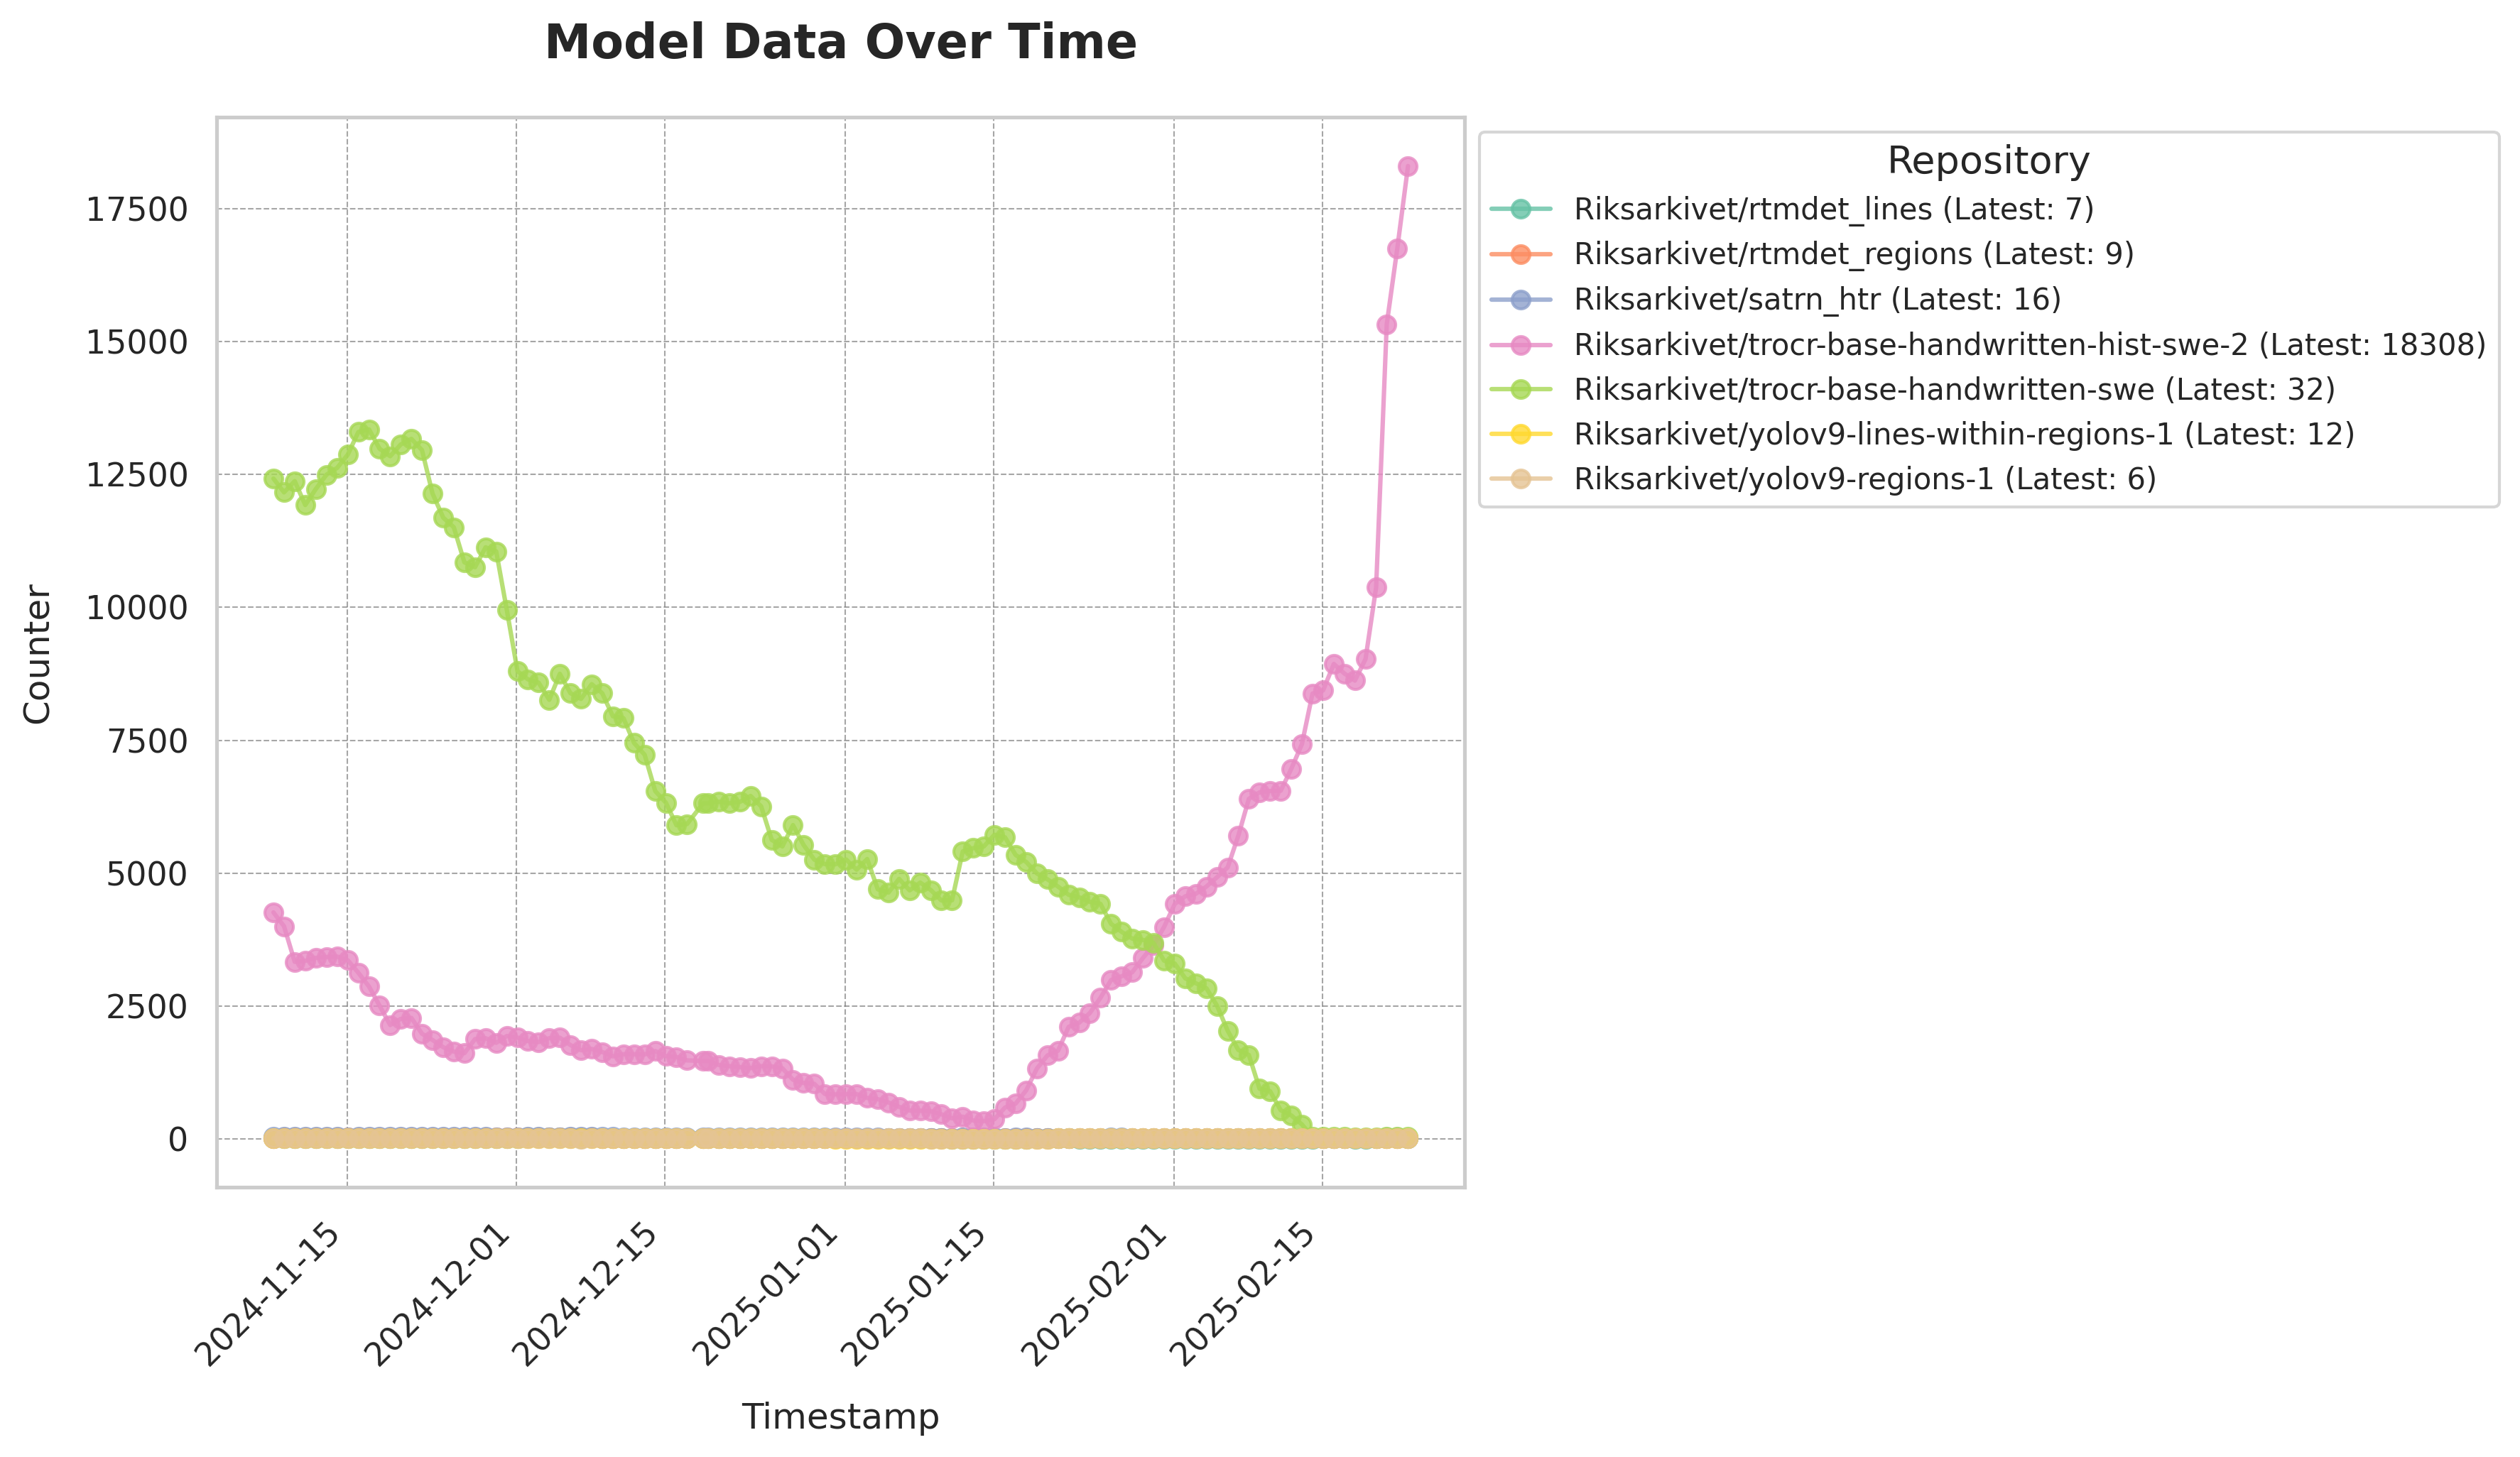 Model Data Over Time
Counter
17500
15000
12500
10000
7500
5000
2500
0
2024-11-15
2024-12-01
2024-12-15
2025-01-01
2025-01-15
2025-02-01
2025-02-15
Timestamp
Repository
Riksarkivet/rtmdet_lines (Latest: 7)
Riksarkivet/rtmdet_regions (Latest: 9)
Riksarkivet/satrn_htr (Latest: 16)
Riksarkivet/trocr-base-handwritten-hist-swe-2 (Latest: 18308)
Riksarkivet/trocr-base-handwritten-swe (Latest: 32)
Riksarkivet/yolov9-lines-within-regions-1 (Latest: 12)
Riksarkivet/yolov9-regions-1 (Latest: 6)